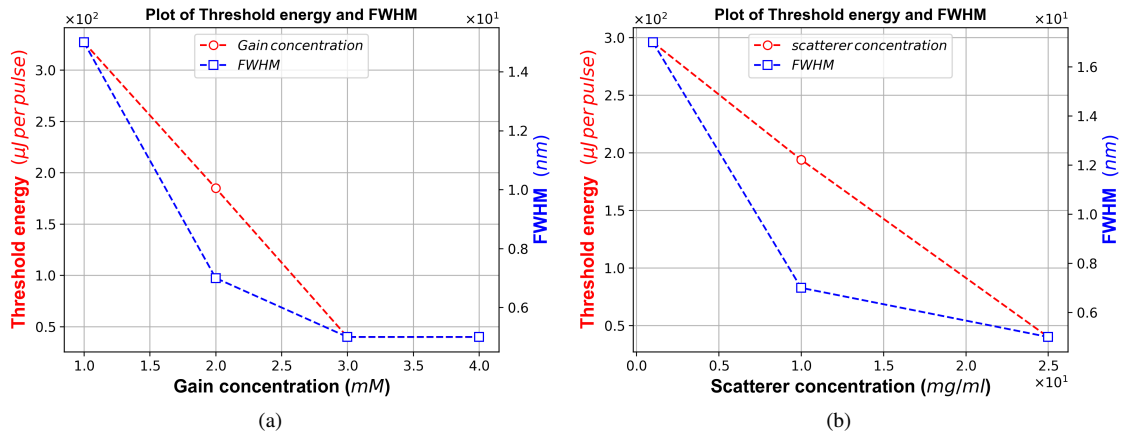 Plot of Threshold energy and FWHM
×10²
×10¹
Gain concentration
FWHM
3.0
2.5
2.0
1.5
1.0
0.5
1.4
1.2
1.0
0.8
0.6
Threshold energy (μJ per pulse)
FWHM (nm)
1.0 1.5 2.0 2.5 3.0 3.5 4.0
Gain concentration (mM)
(a)
Plot of Threshold energy and FWHM
×10²
×10¹
scatterer concentration
FWHM
3.0
2.5
2.0
1.5
1.0
0.5
1.6
1.4
1.2
1.0
0.8
0.6
Threshold energy (μJ per pulse)
FWHM (nm)
0.0 0.5 1.0 1.5 2.0 2.5
×10¹
Scatterer concentration (mg/ml)
(b)